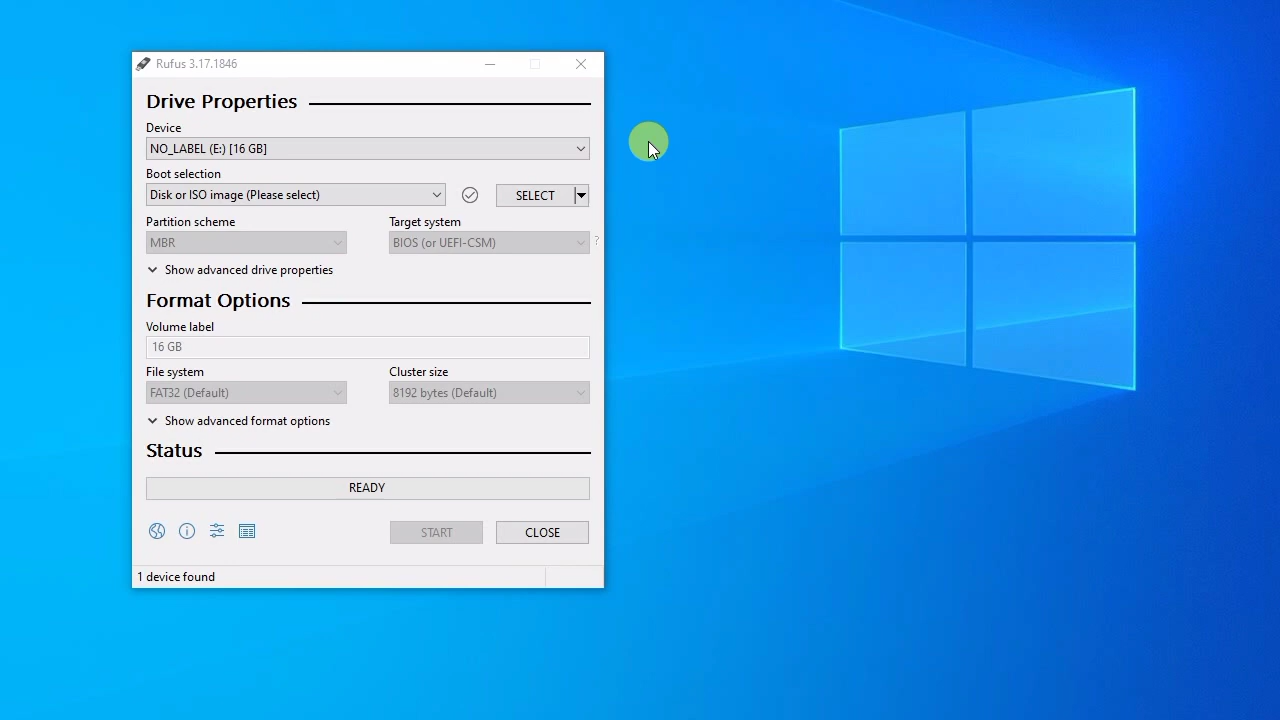 Rufus 3.17.1846
Drive Properties
Device
NO_LABEL (E:) [16 GB]
Boot selection
Disk or ISO image (Please select)
SELECT
Partition scheme
Target system
MBR
BIOS (or UEFI-CSM)
?
Show advanced drive properties
Format Options
Volume label
16 GB
File system
Cluster size
FAT32 (Default)
8192 bytes (Default)
Show advanced format options
Status
READY
START
CLOSE
1 device found